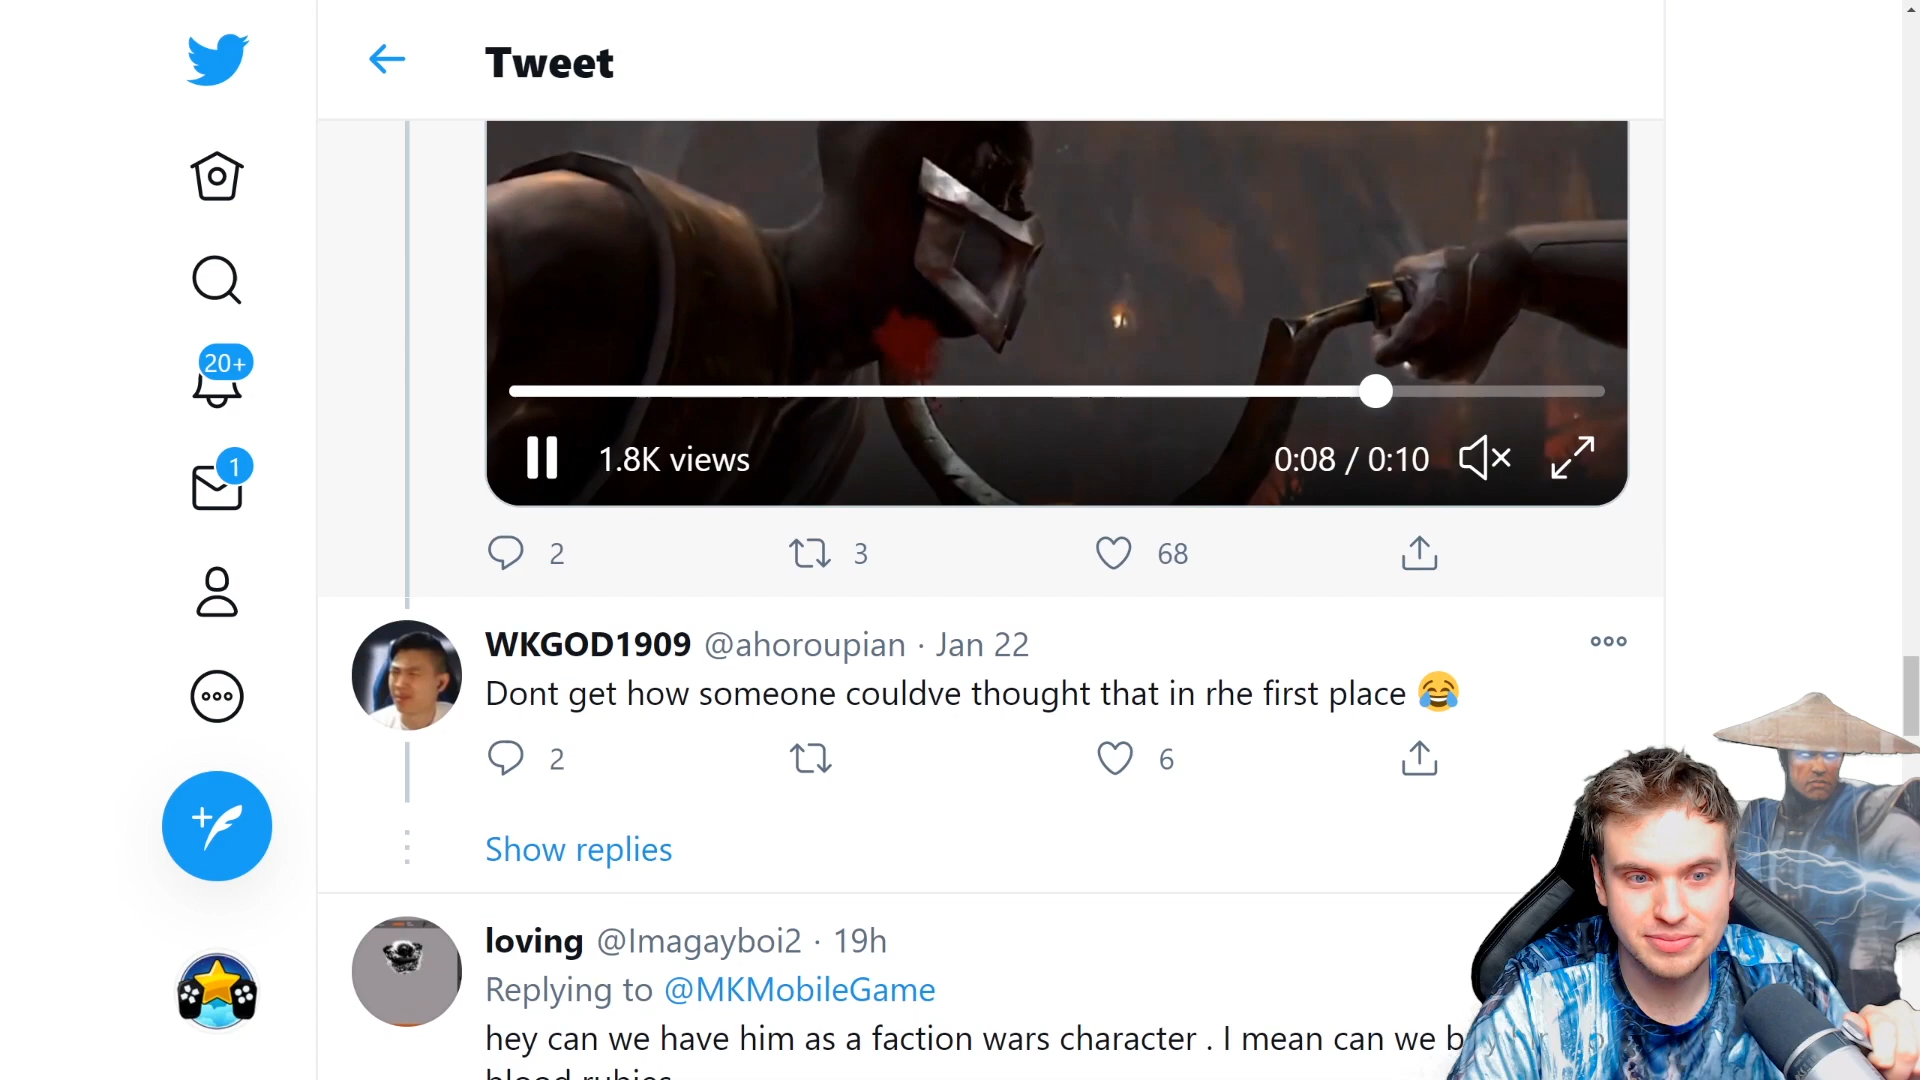 Tweet
20+
1
1.8K views
0:08 / 0:10
2
3
68
WKGOD1909 @ahoroupian · Jan 22
Dont get how someone couldve thought that in rhe first place 😂
2
6
Show replies
loving @Imagayboi2 · 19h
Replying to @MKMobileGame
hey can we have him as a faction wars character . I mean can we
blood rubies